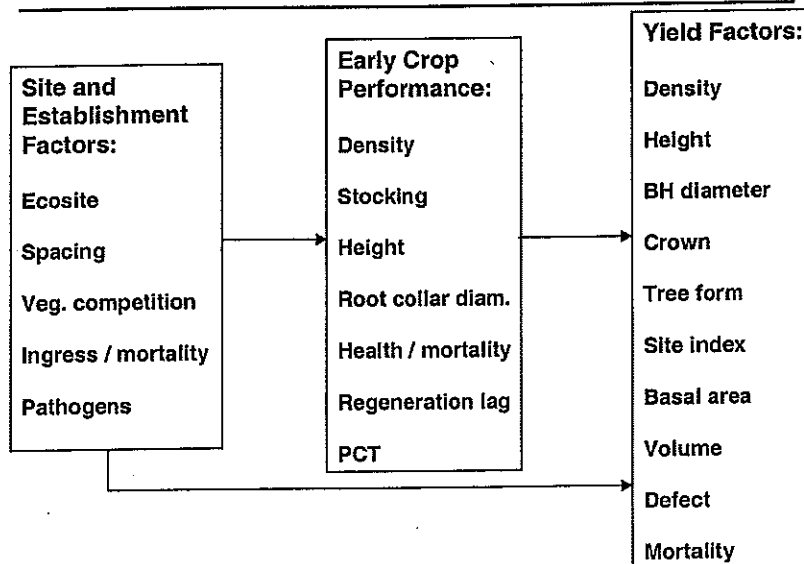 Site and
Establishment
Factors:
Ecosite
Spacing
Veg. competition
Ingress / mortality
Pathogens
Early Crop
Performance:
Density
Stocking
Height
Root collar diam.
Health / mortality
Regeneration lag
PCT
Yield Factors:
Density
Height
BH diameter
Crown
Tree form
Site index
Basal area
Volume
Defect
Mortality